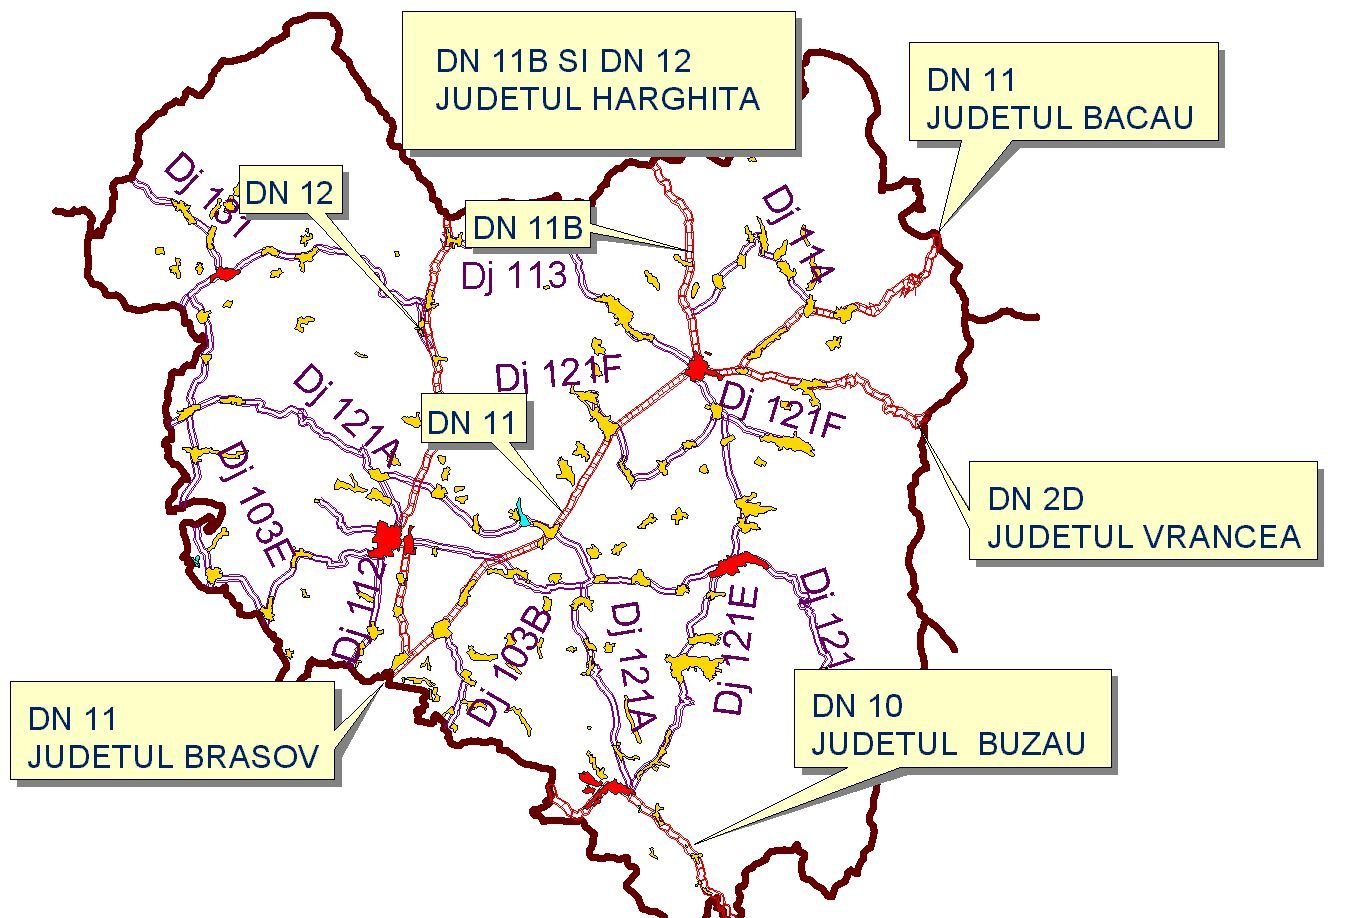 DN 11B SI DN 12
JUDETUL HARGHITA
DN 11
JUDETUL BACAU
Dj 131
DN 12
DN 11B
Dj 11A
Dj 113
Dj 121F
Dj 121A
DN 11
Dj 121F
Dj 103E
DN 2D
JUDETUL VRANCEA
Dj 112
Dj 103B
Dj 121A
Dj 121E
Dj 121
DN 11
JUDETUL BRASOV
DN 10
JUDETUL BUZAU